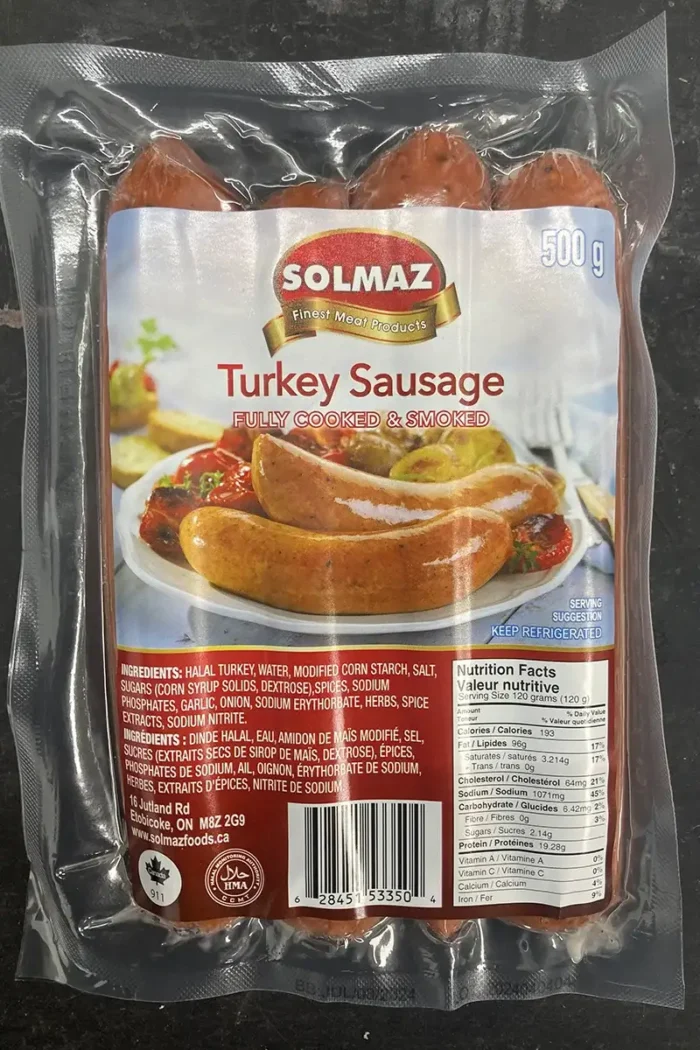 500 g
SOLMAZ
Finest Meat Products
Turkey Sausage
FULLY COOKED & SMOKED
SERVING
SUGGESTION
KEEP REFRIGERATED
INGREDIENTS: HALAL TURKEY, WATER, MODIFIED CORN STARCH, SALT,
SUGARS (CORN SYRUP SOLIDS, DEXTROSE),SPICES, SODIUM
PHOSPHATES, GARLIC, ONION, SODIUM ERYTHORBATE, HERBS, SPICE
EXTRACTS, SODIUM NITRITE.
INGRÉDIENTS : DINDE HALAL, EAU, AMIDON DE MAÏS MODIFIÉ, SEL,
SUCRES (EXTRAITS SECS DE SIROP DE MAÏS, DEXTROSE), ÉPICES,
PHOSPHATES DE SODIUM, AIL, OIGNON, ÉRYTHORBATE DE SODIUM,
HERBES, EXTRAITS D'ÉPICES, NITRITE DE SODIUM.
16 Jutland Rd
Etobicoke, ON M8Z 2G9
www.solmazfoods.ca
911
حلال
HMA
6 28451 53350 4
Nutrition Facts
Valeur nutritive
Serving Size 120 grams (120 g)
Amount % Daily Value
Teneur % Valeur quotidienne
Calories / Calories 193
Fat / Lipides 96g 17%
Saturates / saturés 3.214g 17%
+ Trans / trans 0g
Cholesterol / Cholestérol 64mg 21%
Sodium / Sodium 1071mg 45%
Carbohydrate / Glucides 6.42mg 2%
Fibre / Fibres 0g 3%
Sugars / Sucres 2.14g
Protein / Protéines 19.28g
Vitamin A / Vitamine A 0%
Vitamin C / Vitamine C 0%
Calcium / Calcium 4%
Iron / Fer 9%
BB JUL/03/2024